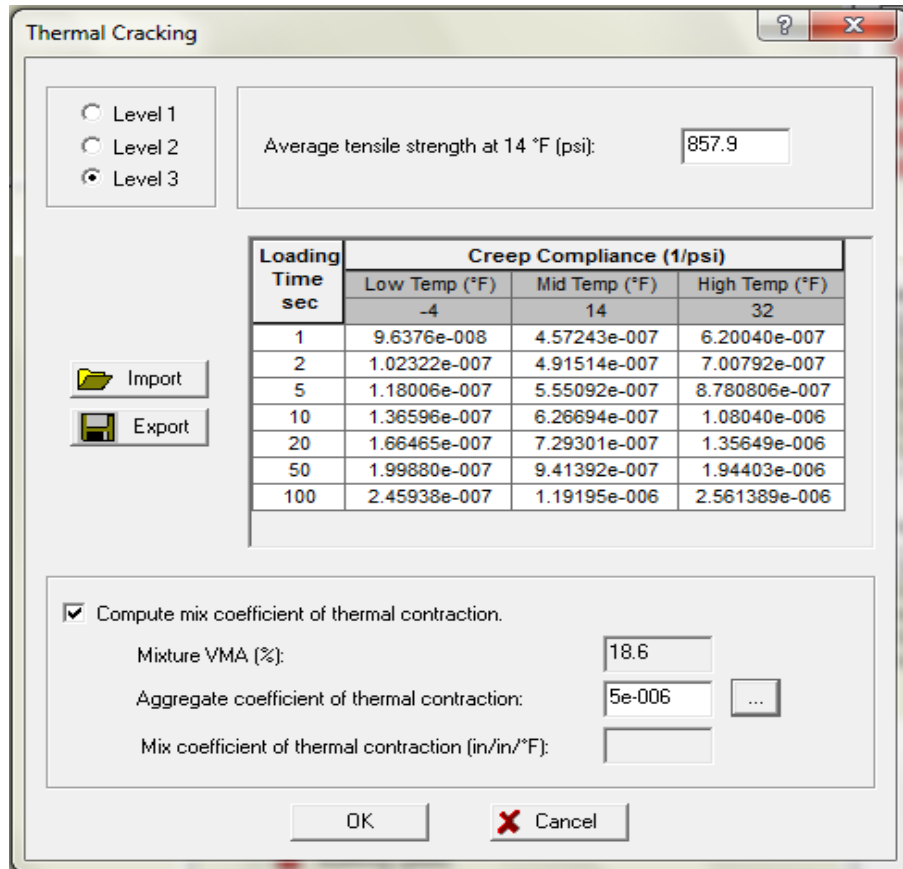 Thermal Cracking
Level 1
Level 2
Level 3
Average tensile strength at 14 °F (psi): 857.9
Loading Time sec Creep Compliance (1/psi)
Low Temp (°F) Mid Temp (°F) High Temp (°F)
-4 14 32
1 9.6376e-008 4.57243e-007 6.20040e-007
2 1.02322e-007 4.91514e-007 7.00792e-007
5 1.18006e-007 5.55092e-007 8.780806e-007
10 1.36596e-007 6.26694e-007 1.08040e-006
20 1.66465e-007 7.29301e-007 1.35649e-006
50 1.99880e-007 9.41392e-007 1.94403e-006
100 2.45938e-007 1.19195e-006 2.561389e-006
Import
Export
Compute mix coefficient of thermal contraction.
Mixture VMA (%): 18.6
Aggregate coefficient of thermal contraction: 5e-006 ...
Mix coefficient of thermal contraction (in/in/°F):
OK Cancel